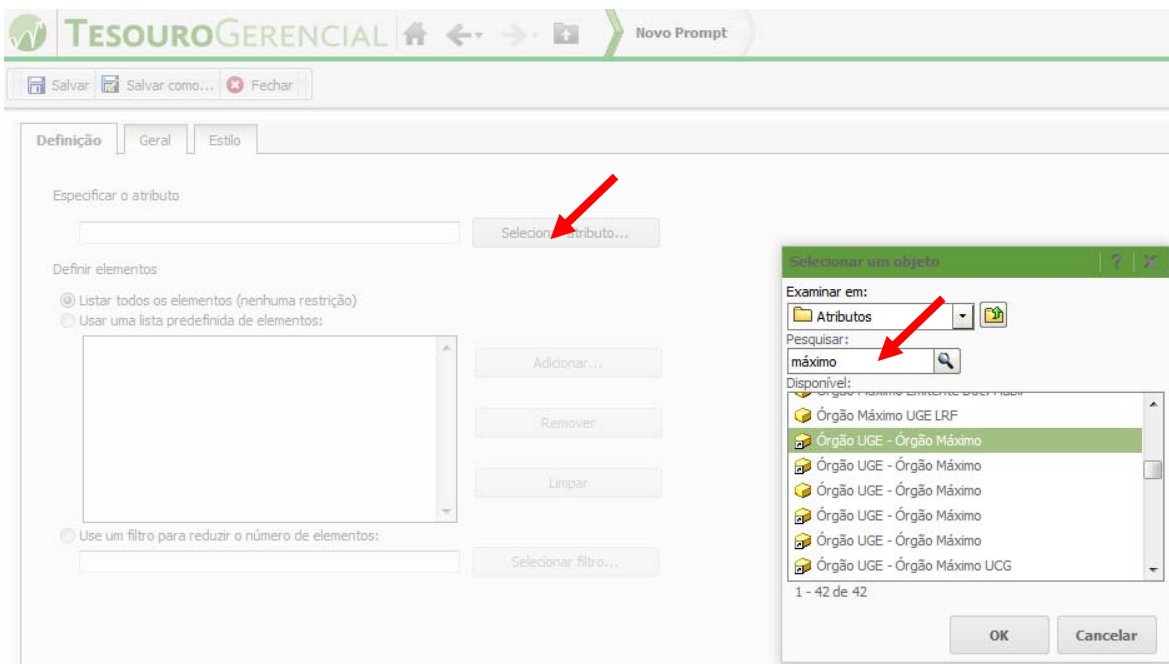 TESOUROGERENCIAL
Novo Prompt
Salvar Salvar como... Fechar
Definição Geral Estilo
Especificar o atributo
Selecionar atributo...
Definir elementos
Listar todos os elementos (nenhuma restrição)
Usar uma lista predefinida de elementos:
Adicionar...
Remover
Limpar
Use um filtro para reduzir o número de elementos:
Selecionar filtro...
Selecionar um objeto ?
Examinar em:
Atributos
Pesquisar:
máximo
Disponível:
Órgão Máximo UGE LRF
Órgão UGE - Órgão Máximo
Órgão UGE - Órgão Máximo
Órgão UGE - Órgão Máximo
Órgão UGE - Órgão Máximo
Órgão UGE - Órgão Máximo
Órgão UGE - Órgão Máximo UCG
1 - 42 de 42
OK Cancelar